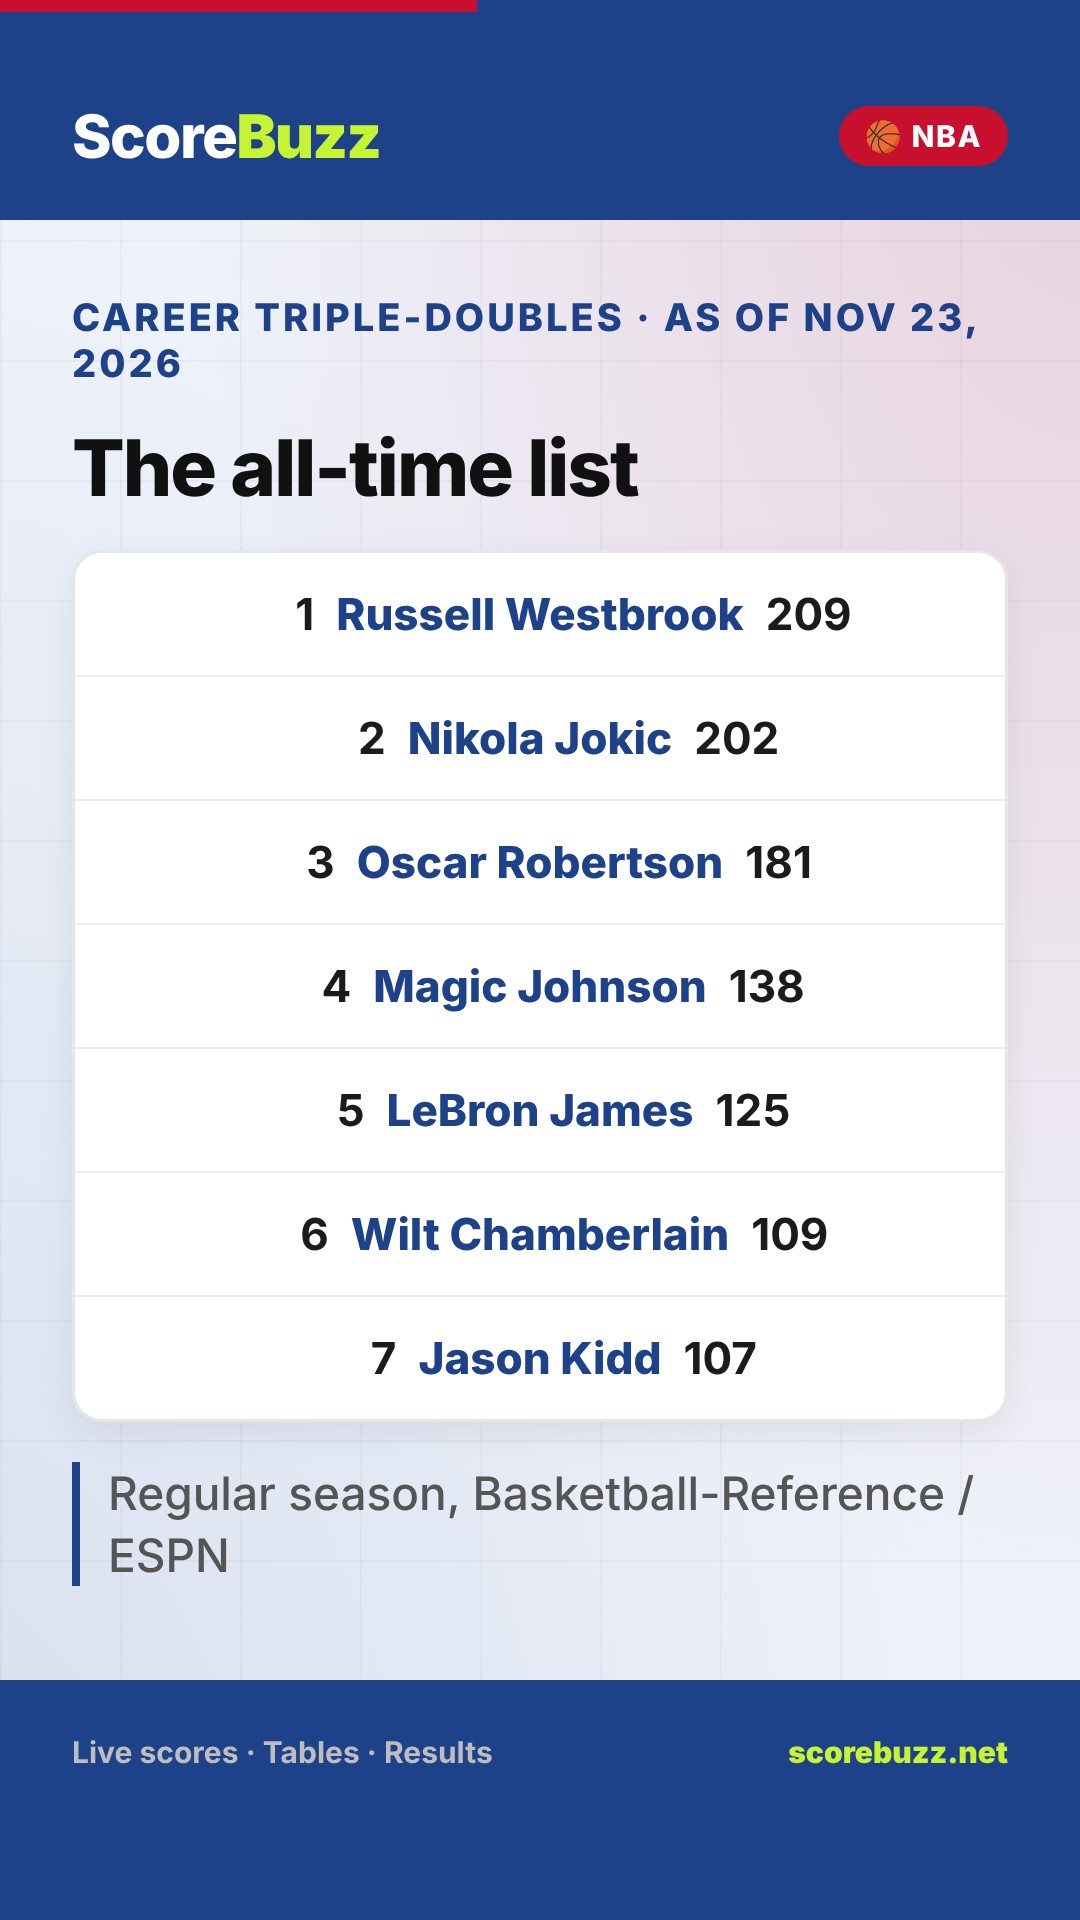 ScoreBuzz
🏀 NBA
CAREER TRIPLE-DOUBLES · AS OF NOV 23,
2026
The all-time list
1 Russell Westbrook 209
2 Nikola Jokic 202
3 Oscar Robertson 181
4 Magic Johnson 138
5 LeBron James 125
6 Wilt Chamberlain 109
7 Jason Kidd 107
Regular season, Basketball-Reference /
ESPN
Live scores · Tables · Results
scorebuzz.net